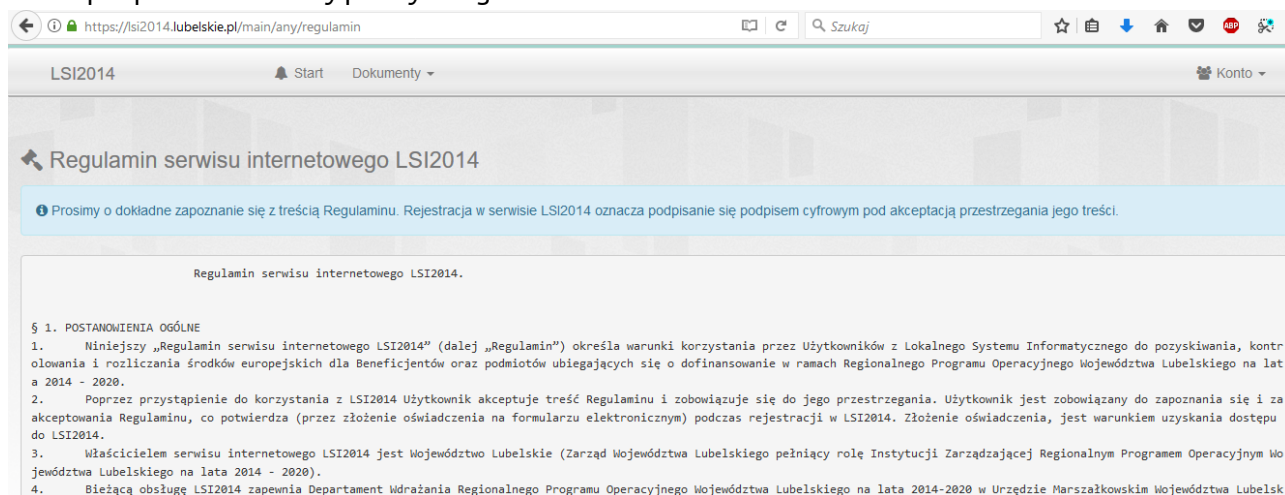 https://lsi2014.lubelskie.pl/main/any/regulamin Szukaj ABP
LSI2014 Start Dokumenty Konto
Regulamin serwisu internetowego LSI2014
Prosimy o dokładne zapoznanie się z treścią Regulaminu. Rejestracja w serwisie LSI2014 oznacza podpisanie się podpisem cyfrowym pod akceptacją przestrzegania jego treści.
Regulamin serwisu internetowego LSI2014.
§ 1. POSTANOWIENIA OGÓLNE
1. Niniejszy „Regulamin serwisu internetowego LSI2014” (dalej „Regulamin”) określa warunki korzystania przez Użytkowników z Lokalnego Systemu Informatycznego do pozyskiwania, kontr
olowania i rozliczania środków europejskich dla Beneficjentów oraz podmiotów ubiegających się o dofinansowanie w ramach Regionalnego Programu Operacyjnego Województwa Lubelskiego na lat
a 2014 - 2020.
2. Poprzez przystąpienie do korzystania z LSI2014 Użytkownik akceptuje treść Regulaminu i zobowiązuje się do jego przestrzegania. Użytkownik jest zobowiązany do zapoznania się i za
akceptowania Regulaminu, co potwierdza (przez złożenie oświadczenia na formularzu elektronicznym) podczas rejestracji w LSI2014. Złożenie oświadczenia, jest warunkiem uzyskania dostępu
do LSI2014.
3. Właścicielem serwisu internetowego LSI2014 jest Województwo Lubelskie (Zarząd Województwa Lubelskiego pełniący rolę Instytucji Zarządzającej Regionalnym Programem Operacyjnym Wo
jewództwa Lubelskiego na lata 2014 - 2020).
4. Bieżącą obsługę LSI2014 zapewnia Departament Wdrażania Regionalnego Programu Operacyjnego Województwa Lubelskiego na lata 2014-2020 w Urzędzie Marszałkowskim Województwa Lubelsk